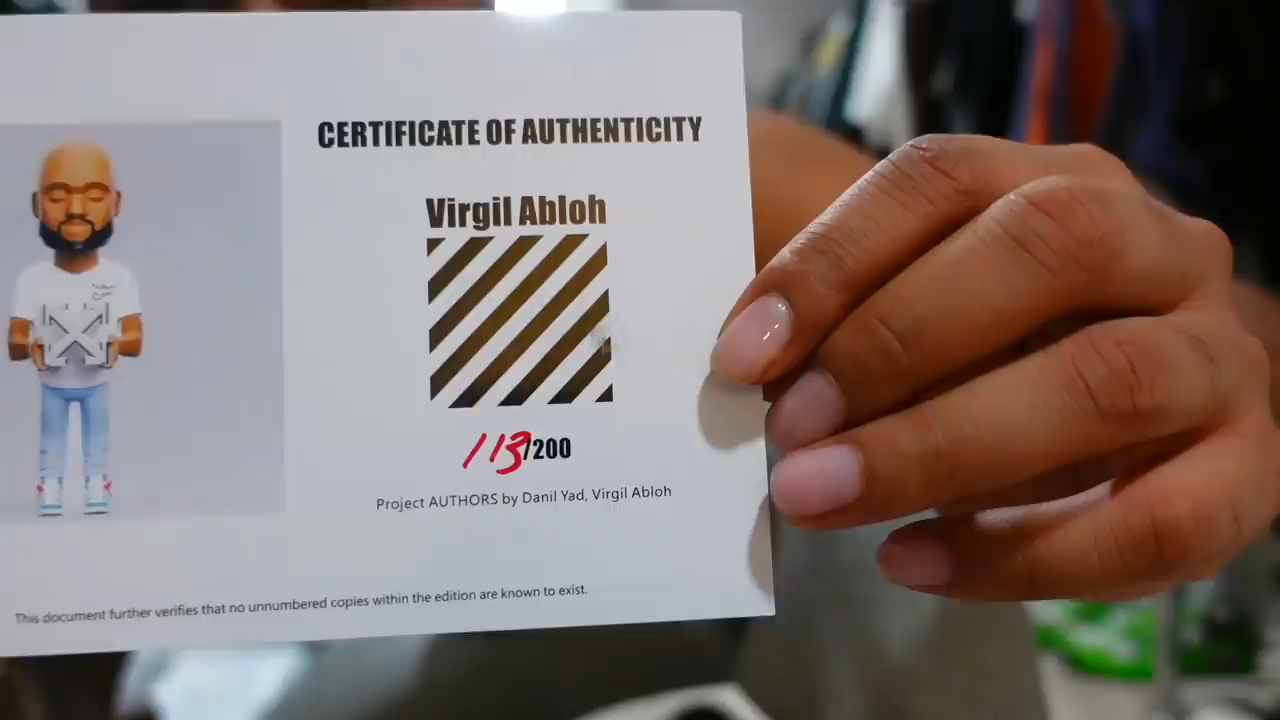 CERTIFICATE OF AUTHENTICITY
Virgil Abloh
113/200
Project AUTHORS by Danil Yad, Virgil Abloh
This document further verifies that no unnumbered copies within the edition are known to exist.